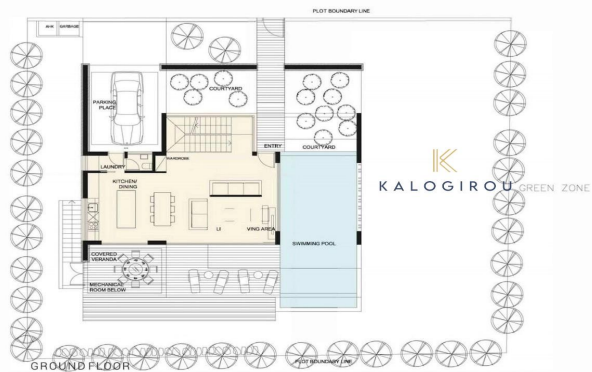 PLOT BOUNDARY LINE
GARBAGE
PARKING
PLACE
COURTYARD
ENTRY
COURTYARD
WARDROBE
LAUNDRY
KITCHEN/
DINING
KALOGIROU
GREEN ZONE
LI VING AREA
SWIMMING POOL
COVERED
VERANDA
MECHANICAL
ROOM BELOW
PLOT BOUNDARY LINE
GROUND FLOOR